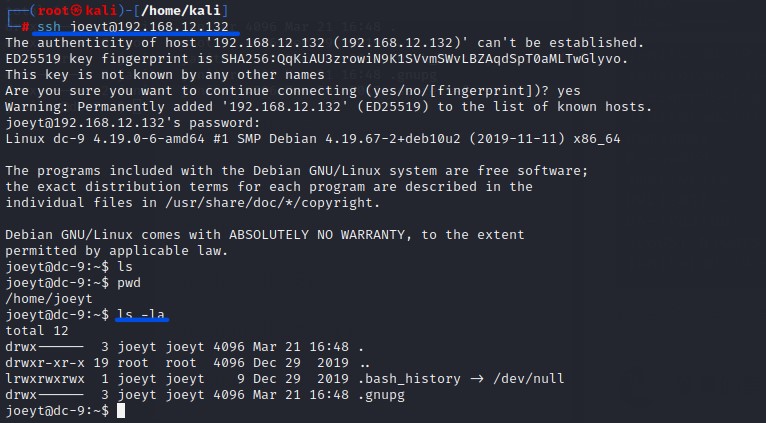 ┌──(root㉿kali)-[/home/kali]
└─# ssh joeyt@192.168.12.132
The authenticity of host '192.168.12.132 (192.168.12.132)' can't be established.
ED25519 key fingerprint is SHA256:QqKiAU3zrowiN9K1SVvmSWvLBZAqdSpT0aMLTwGlyvo.
This key is not known by any other names
Are you sure you want to continue connecting (yes/no/[fingerprint])? yes
Warning: Permanently added '192.168.12.132' (ED25519) to the list of known hosts.
joeyt@192.168.12.132's password:
Linux dc-9 4.19.0-6-amd64 #1 SMP Debian 4.19.67-2+deb10u2 (2019-11-11) x86_64
The programs included with the Debian GNU/Linux system are free software;
the exact distribution terms for each program are described in the
individual files in /usr/share/doc/*/copyright.
Debian GNU/Linux comes with ABSOLUTELY NO WARRANTY, to the extent
permitted by applicable law.
joeyt@dc-9:~$ ls
joeyt@dc-9:~$ pwd
/home/joeyt
joeyt@dc-9:~$ ls -la
total 12
drwx------ 3 joeyt joeyt 4096 Mar 21 16:48 .
drwxr-xr-x 19 root root 4096 Dec 29 2019 ..
lrwxrwxrwx 1 joeyt joeyt 9 Dec 29 2019 .bash_history -> /dev/null
drwx------ 3 joeyt joeyt 4096 Mar 21 16:48 .gnupg
joeyt@dc-9:~$